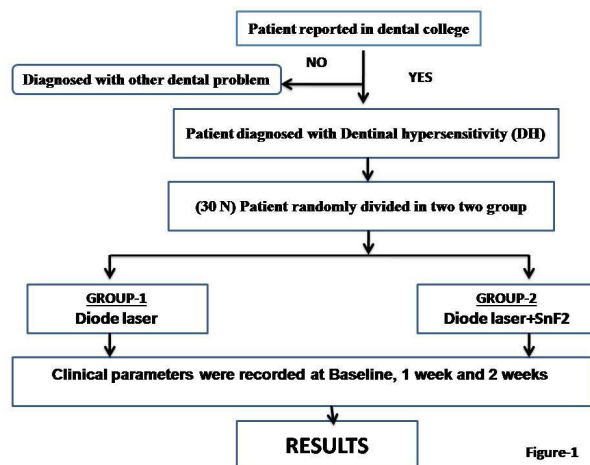 Patient reported in dental college
NO
YES
Diagnosed with other dental problem
Patient diagnosed with Dentinal hypersensitivity (DH)
(30 N) Patient randomly divided in two two group
GROUP-1
Diode laser
GROUP-2
Diode laser+SnF2
Clinical parameters were recorded at Baseline, 1 week and 2 weeks
RESULTS
Figure-1